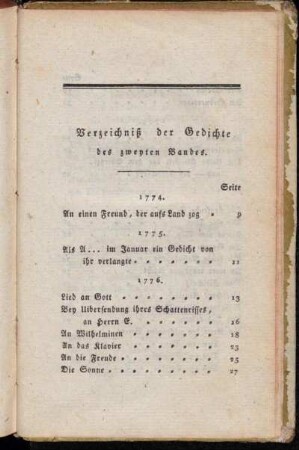 Verzeichniß der Gedichte
des zweyten Bandes.
Seite
1774.
An einen Freund, der aufs Land zog • 9
1775.
Als A... im Januar ein Gedicht von
ihr verlangte • • • • • • 11
1776.
Lied an Gott • • • • • • • 13
Bey Uibersendung ihres Schattenrisses,
an Herrn E. • • • • • • 16
An Wilhelminen • • • • • • 18
An das Klavier • • • • • • 23
An die Freude • • • • • • 25
Die Sonne • • • • • • • 27